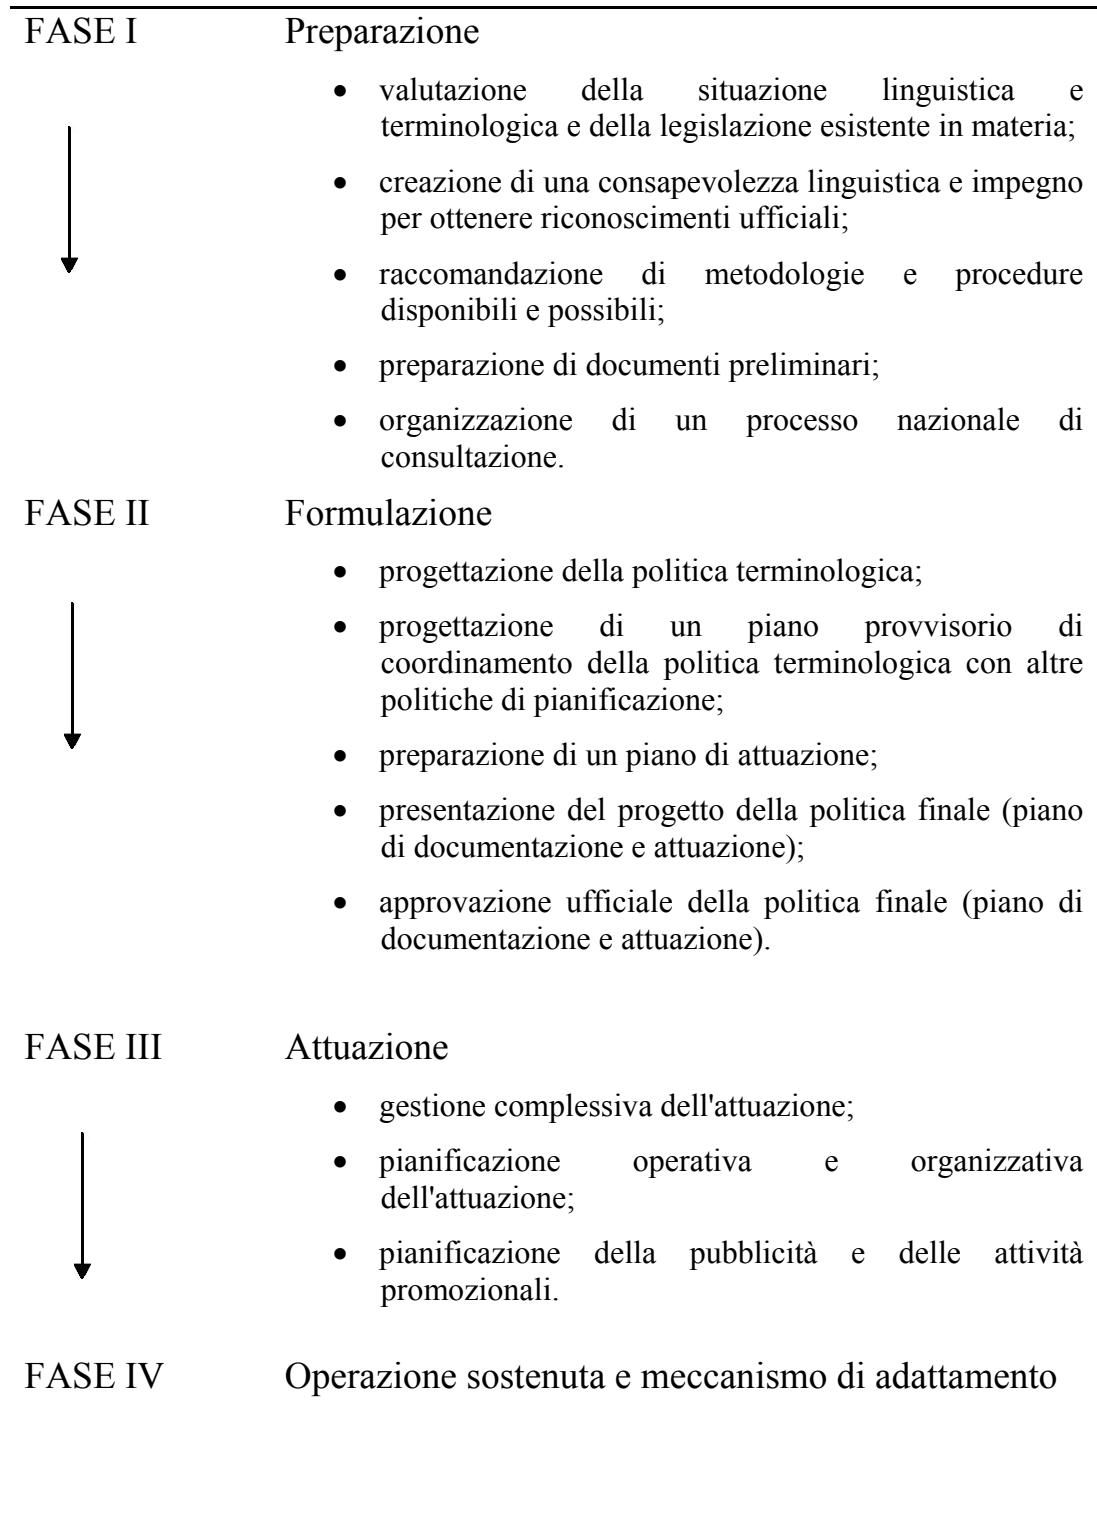 FASE I Preparazione
• valutazione della situazione linguistica e
terminologica e della legislazione esistente in materia;
• creazione di una consapevolezza linguistica e impegno
per ottenere riconoscimenti ufficiali;
• raccomandazione di metodologie e procedure
disponibili e possibili;
• preparazione di documenti preliminari;
• organizzazione di un processo nazionale di
consultazione.
FASE II Formulazione
• progettazione della politica terminologica;
• progettazione di un piano provvisorio di
coordinamento della politica terminologica con altre
politiche di pianificazione;
• preparazione di un piano di attuazione;
• presentazione del progetto della politica finale (piano
di documentazione e attuazione);
• approvazione ufficiale della politica finale (piano di
documentazione e attuazione).
FASE III Attuazione
• gestione complessiva dell'attuazione;
• pianificazione operativa e organizzativa
dell'attuazione;
• pianificazione della pubblicità e delle attività
promozionali.
FASE IV Operazione sostenuta e meccanismo di adattamento